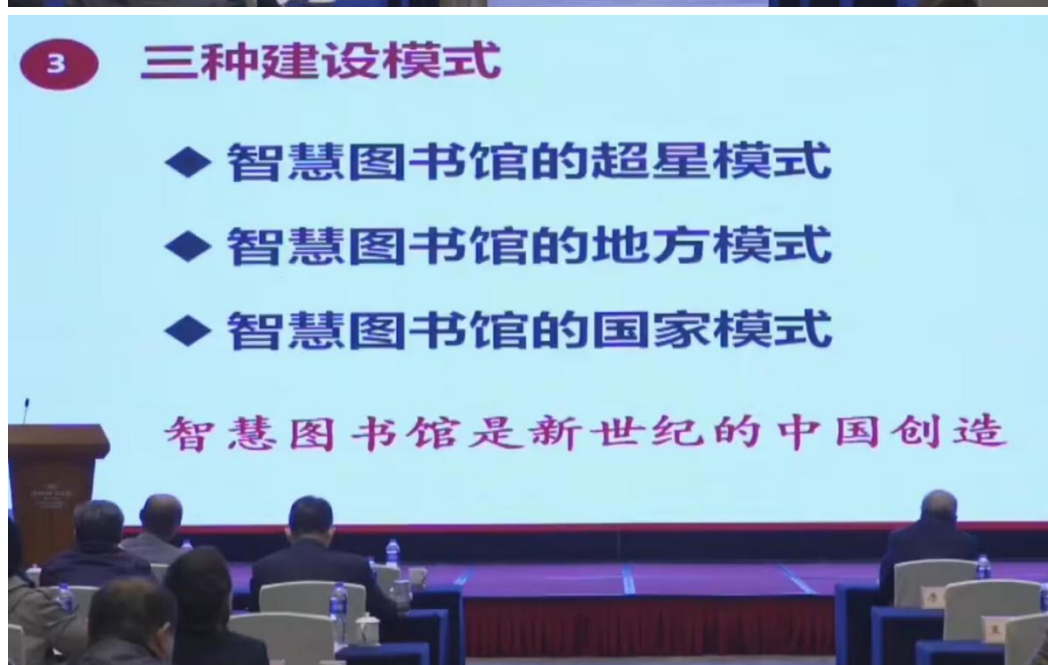 3 三种建设模式
智慧图书馆的超星模式
智慧图书馆的地方模式
智慧图书馆的国家模式
智慧图书馆是新世纪的中国创造